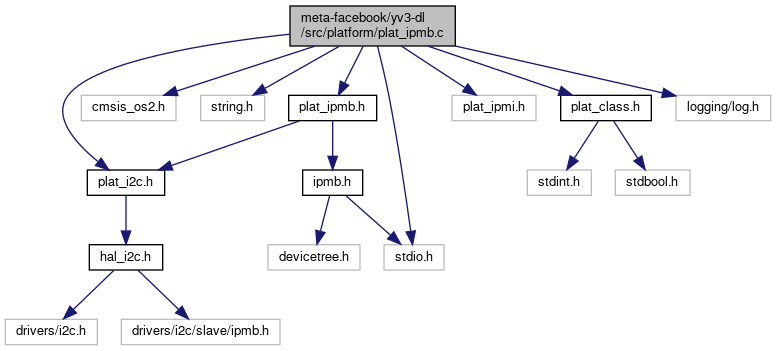 meta-facebook/yv3-dl
/src/platform/plat_ipmb.c
cmsis_os2.h
string.h
plat_ipmb.h
plat_ipmi.h
plat_class.h
logging/log.h
plat_i2c.h
ipmb.h
stdint.h
stdbool.h
hal_i2c.h
devicetree.h
stdio.h
drivers/i2c.h
drivers/i2c/slave/ipmb.h